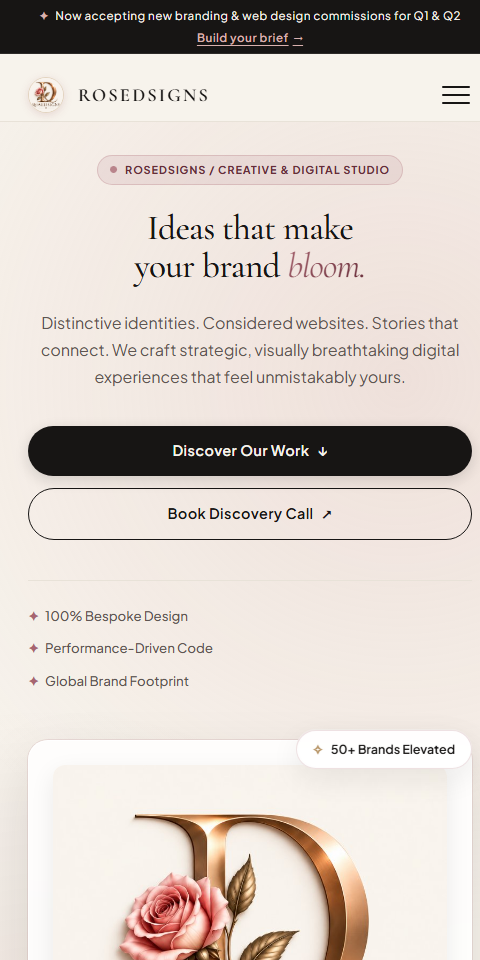 ✦ Now accepting new branding & web design commissions for Q1 & Q2
Build your brief →
ROSEDSIGNS
ROSEDSIGNS / CREATIVE & DIGITAL STUDIO
Ideas that make
your brand bloom.
Distinctive identities. Considered websites. Stories that
connect. We craft strategic, visually breathtaking digital
experiences that feel unmistakably yours.
Discover Our Work ↓
Book Discovery Call ↗
✦ 100% Bespoke Design
✦ Performance-Driven Code
✦ Global Brand Footprint
✧ 50+ Brands Elevated
D